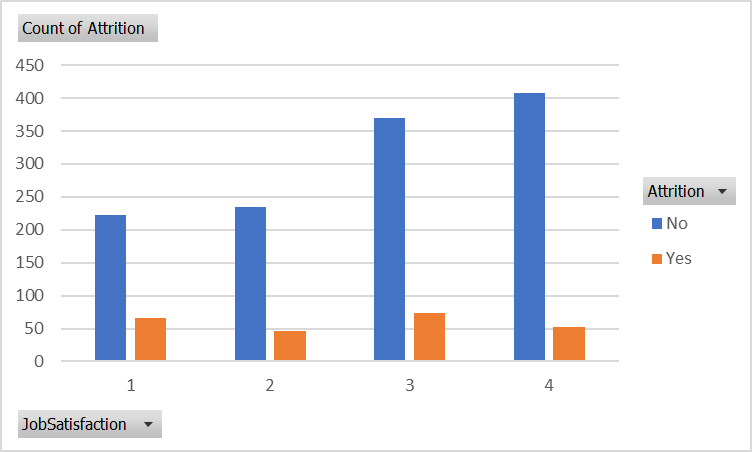 Count of Attrition
450
400
350
300
250
200
150
100
50
0
1 2 3 4
Attrition
No
Yes
JobSatisfaction